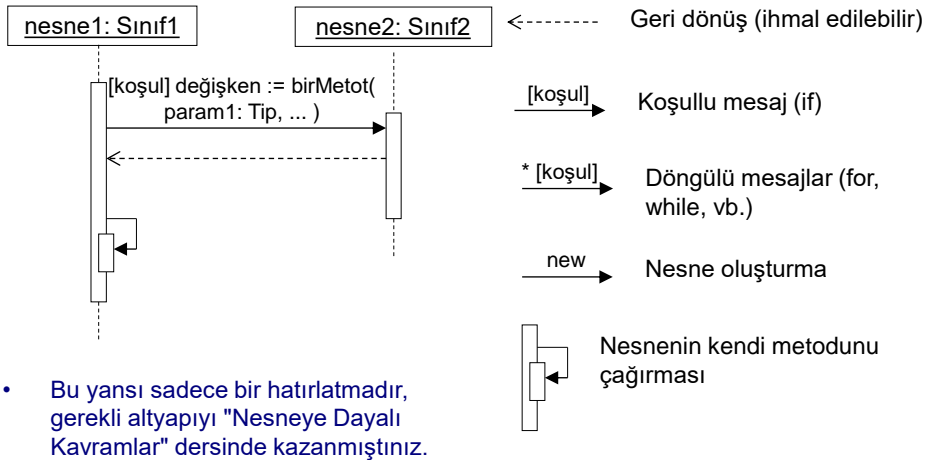 nesne1: Sınıf1
nesne2: Sınıf2
[koşul] değişken := birMetot(
param1: Tip, ... )
Geri dönüş (ihmal edilebilir)
[koşul]
Koşullu mesaj (if)
* [koşul]
Döngülü mesajlar (for,
while, vb.)
new
Nesne oluşturma
Nesnenin kendi metodunu
çağırması
• Bu yansı sadece bir hatırlatmadır,
gerekli altyapıyı "Nesneye Dayalı
Kavramlar" dersinde kazanmıştınız.